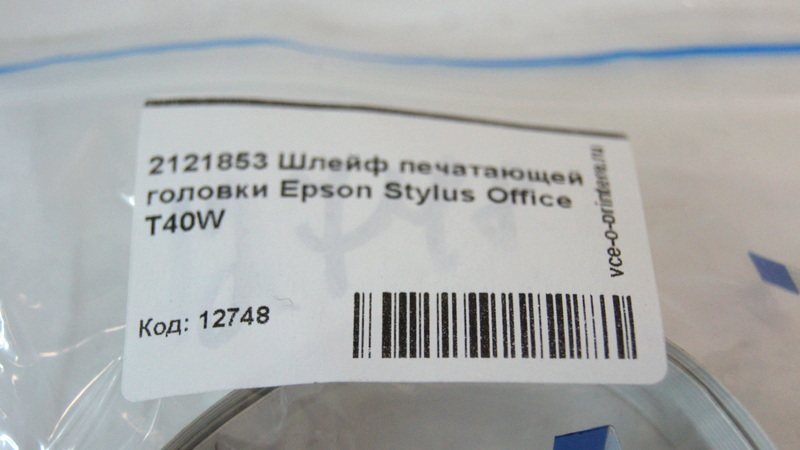 2121853 Шлейф печатающей
головки Epson Stylus Office
T40W
Код: 12748
vce-o-printere.ru